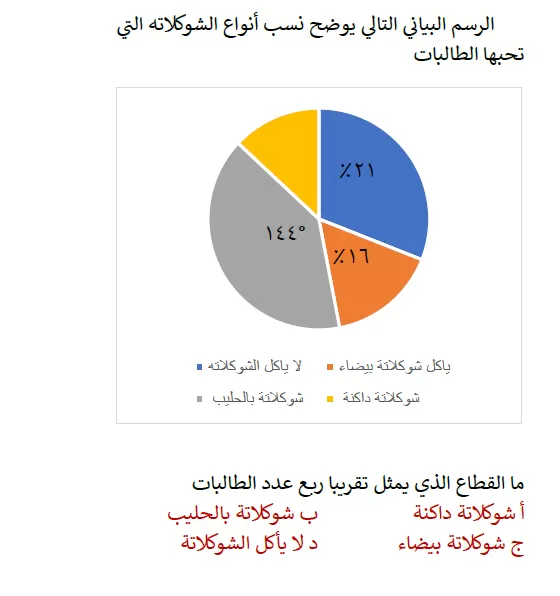 الرسم البياني التالي يوضح نسب أنواع الشوكلاته التي
تحبها الطالبات
٢١٪
١٦٪
١٤٤°
ياكل شوكلاتة بيضاء لا ياكل الشوكلاته
شوكلاتة داكنة شوكلاتة بالحليب
ما القطاع الذي يمثل تقريبا ربع عدد الطالبات
أ شوكلاتة داكنة ب شوكلاتة بالحليب
ج شوكلاتة بيضاء د لا يأكل الشوكلاتة